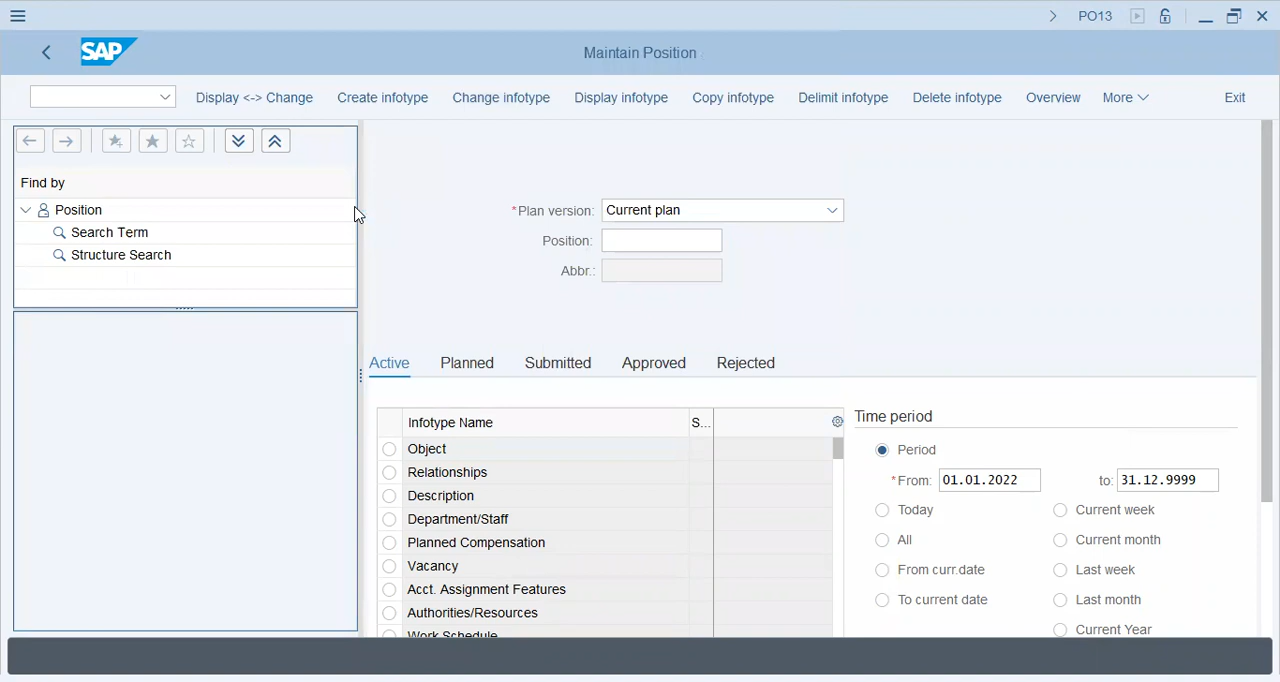 PO13
SAP
Maintain Position
Display <-> Change Create infotype Change infotype Display infotype Copy infotype Delimit infotype Delete infotype Overview More Exit
Find by
Position
Search Term
Structure Search
*Plan version: Current plan
Position:
Abbr.:
Active Planned Submitted Approved Rejected
Infotype Name S...
Object
Relationships
Description
Department/Staff
Planned Compensation
Vacancy
Acct. Assignment Features
Authorities/Resources
Work Schedule
Time period
Period
*From: 01.01.2022 to: 31.12.9999
Today Current week
All Current month
From curr.date Last week
To current date Last month
Current Year